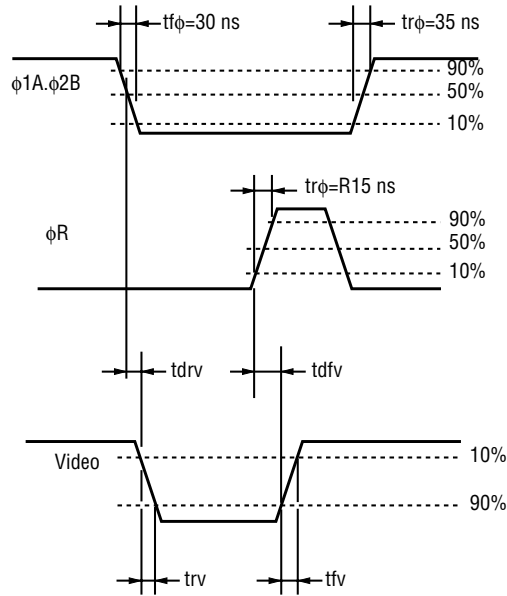 tfϕ=30 ns
trϕ=35 ns
ϕ1A.ϕ2B
90%
50%
10%
trϕ=R15 ns
ϕR
90%
50%
10%
tdrv
tdfv
Video
10%
90%
trv
tfv